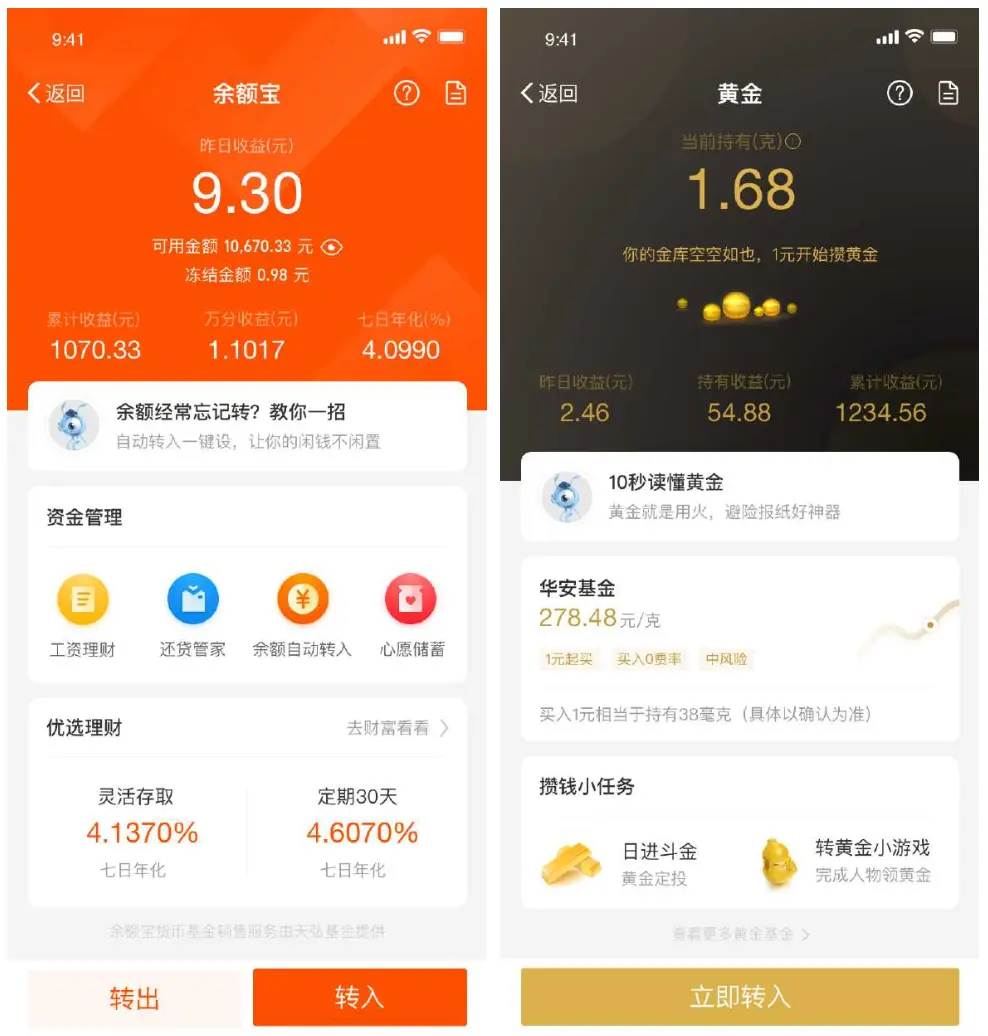 9:41
返回
余额宝
昨日收益(元)
9.30
可用金额 10,670.33 元
冻结金额 0.98 元
累计收益(元) 万分收益(元) 七日年化(%)
1070.33 1.1017 4.0990
余额经常忘记转？教你一招
自动转入一键设，让你的闲钱不闲置
资金管理
工资理财 还贷管家 余额自动转入 心愿储蓄
优选理财 去财富看看
灵活存取 定期30天
4.1370% 4.6070%
七日年化 七日年化
余额宝货币基金销售服务由天弘基金提供
转出 转入
9:41
返回
黄金
当前持有(克)
1.68
你的金库空空如也，1元开始攒黄金
昨日收益(元) 持有收益(元) 累计收益(元)
2.46 54.88 1234.56
10秒读懂黄金
黄金就是用火，避险报纸好神器
华安基金
278.48元/克
1元起买 买入0费率 中风险
买入1元相当于持有38毫克（具体以确认为准）
攒钱小任务
日进斗金 转黄金小游戏
黄金定投 完成人物领黄金
查看更多黄金基金
立即转入